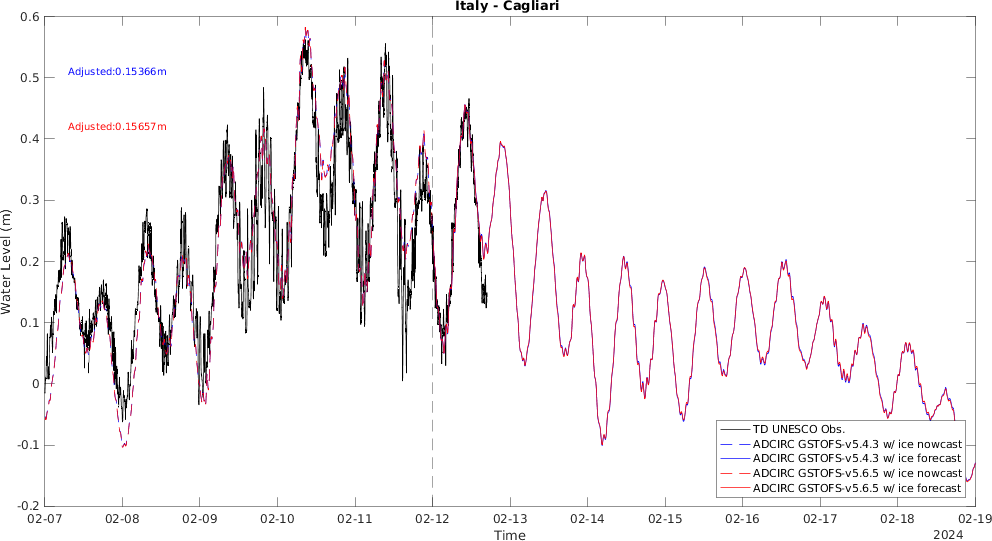 Italy - Cagliari
Adjusted:0.15366m
Adjusted:0.15657m
Water Level (m)
0.6
0.5
0.4
0.3
0.2
0.1
0
-0.1
-0.2
TD UNESCO Obs.
ADCIRC GSTOFS-v5.4.3 w/ ice nowcast
ADCIRC GSTOFS-v5.4.3 w/ ice forecast
ADCIRC GSTOFS-v5.6.5 w/ ice nowcast
ADCIRC GSTOFS-v5.6.5 w/ ice forecast
02-07 02-08 02-09 02-10 02-11 02-12 02-13 02-14 02-15 02-16 02-17 02-18 02-19
Time
2024